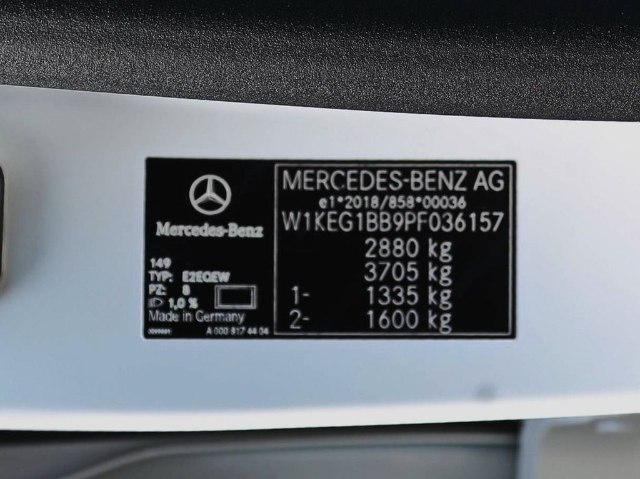 Mercedes-Benz
149
TYP: E2EQEW
PZ: 8
1,0 %
Made in Germany
A 000 817 44 04
MERCEDES-BENZ AG
e1*2018/858*00036
W1KEG1BB9PF036157
2880 kg
3705 kg
1- 1335 kg
2- 1600 kg